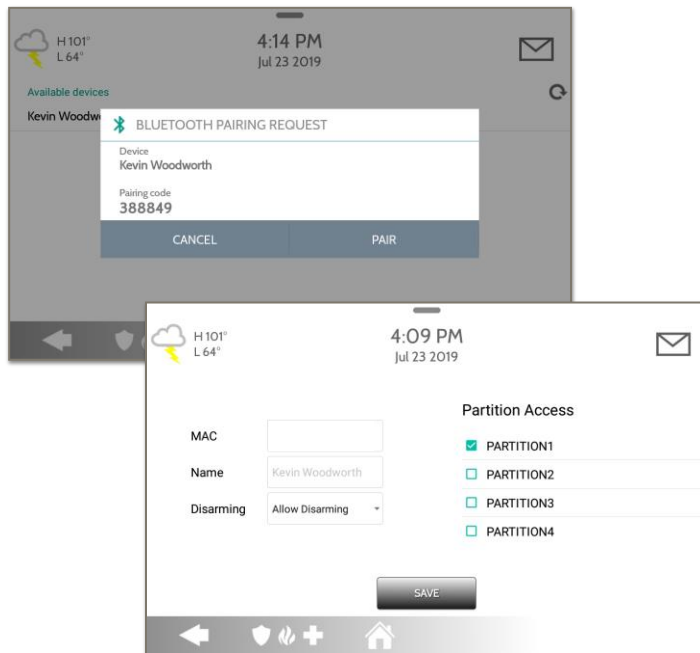 H 101°
L 64°
4:14 PM
Jul 23 2019
Available devices
Kevin Woodw
BLUETOOTH PAIRING REQUEST
Device
Kevin Woodworth
Pairing code
388849
CANCEL PAIR
H 101°
L 64°
4:09 PM
Jul 23 2019
Partition Access
MAC
Name Kevin Woodworth
Disarming Allow Disarming
PARTITION1
PARTITION2
PARTITION3
PARTITION4
SAVE